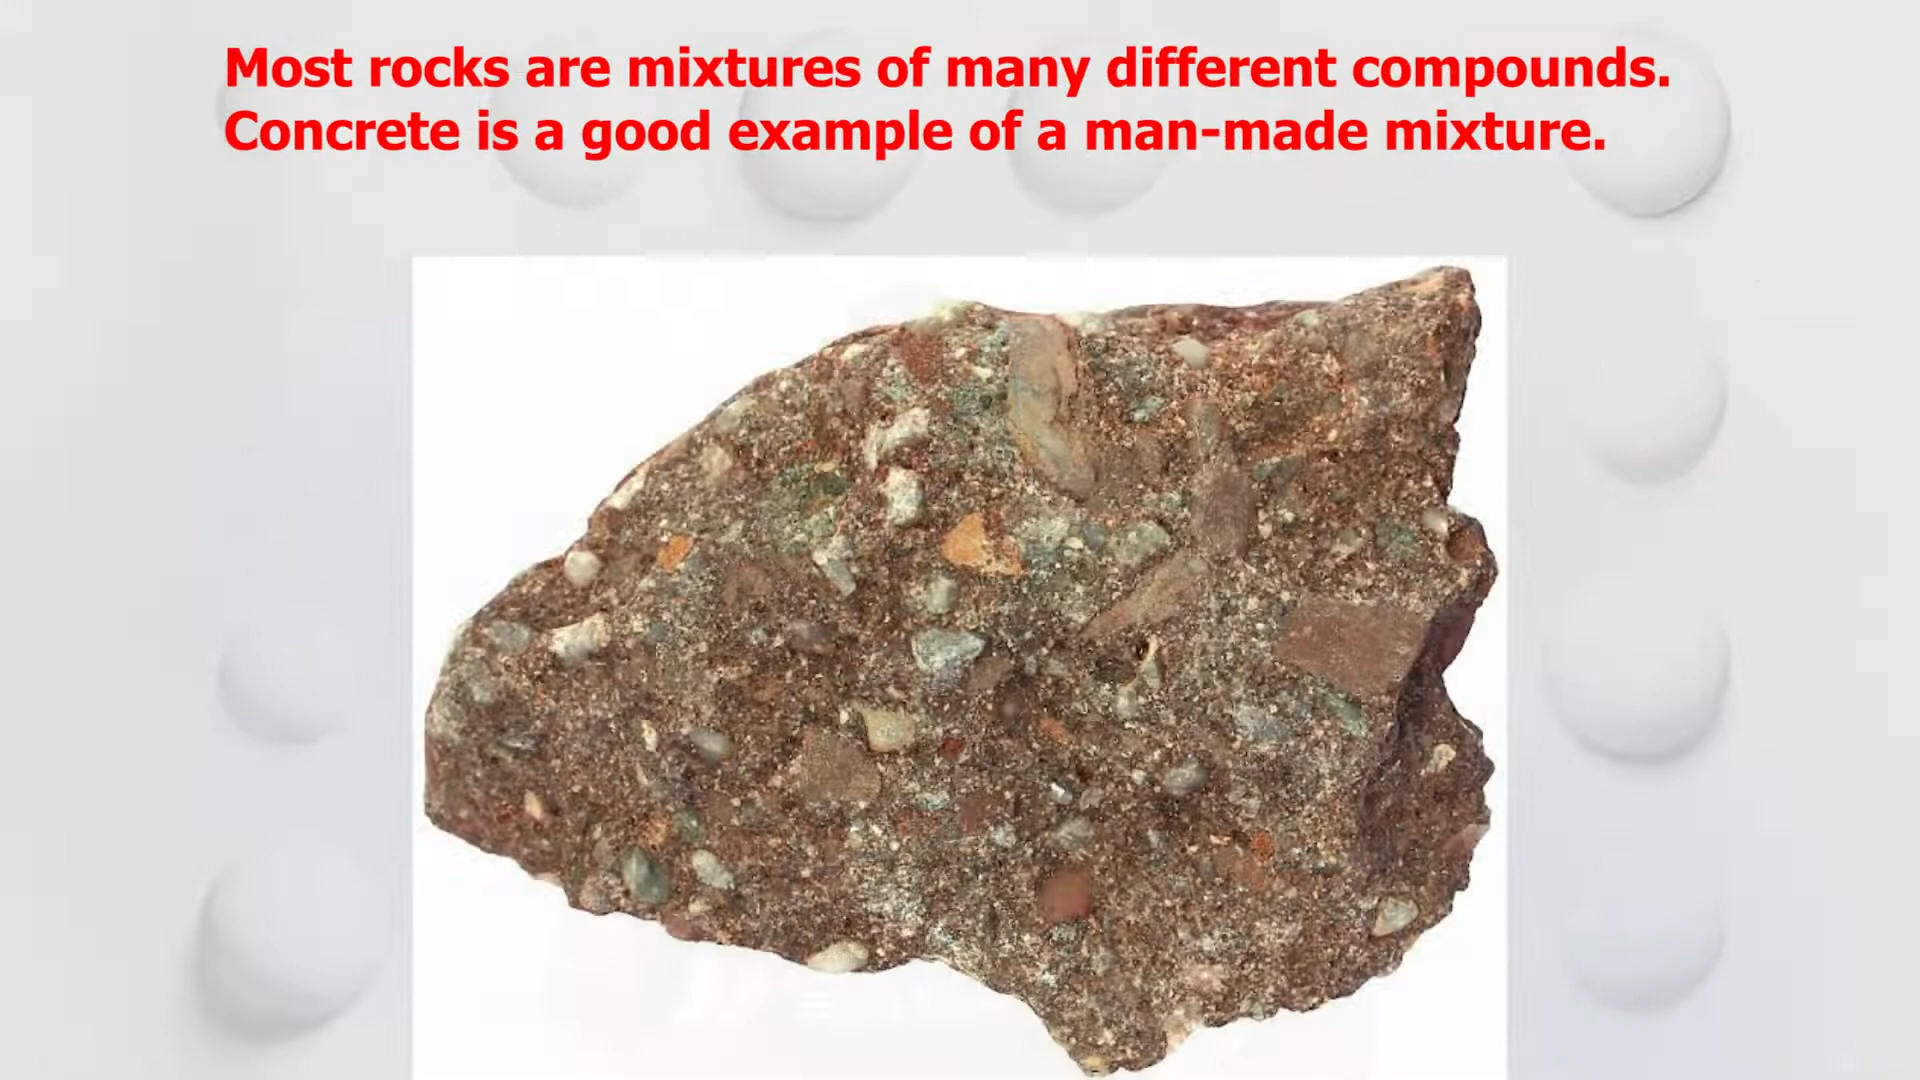 Most rocks are mixtures of many different compounds.
Concrete is a good example of a man-made mixture.